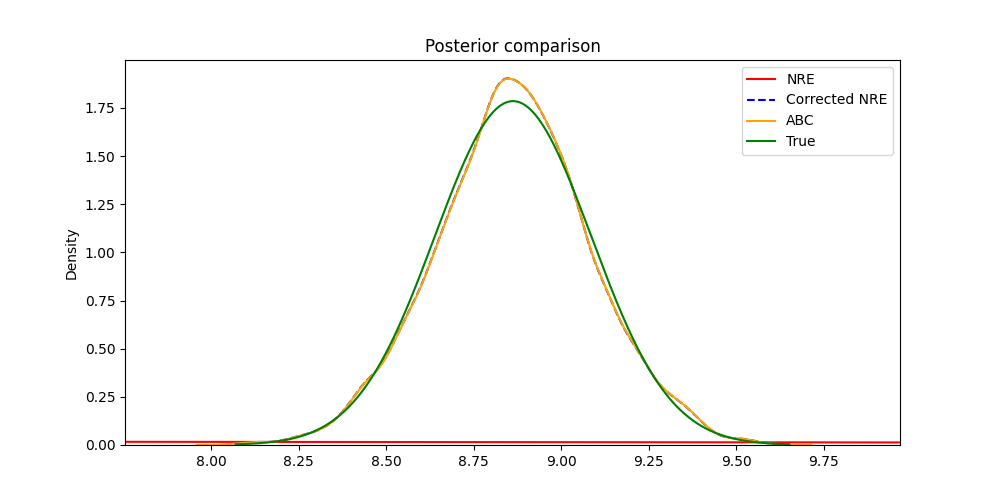 Posterior comparison
NRE
Corrected NRE
ABC
True
Density
1.75
1.50
1.25
1.00
0.75
0.50
0.25
0.00
8.00 8.25 8.50 8.75 9.00 9.25 9.50 9.75